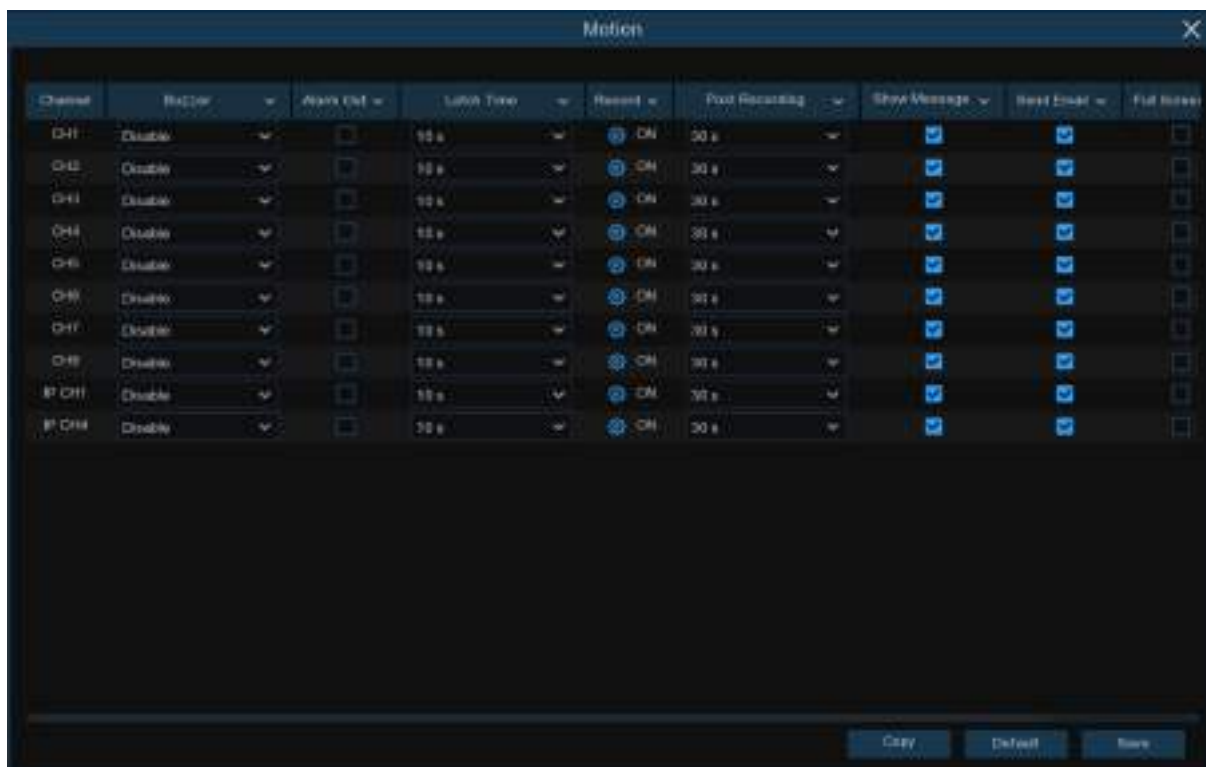 Motion
Channel Buzzer Alarm Out Latch Time Record Post Recording Show Message Send Email Full Screen
CH1 Disable 10 s ON 30 s
CH2 Disable 10 s ON 30 s
CH3 Disable 10 s ON 30 s
CH4 Disable 10 s ON 30 s
CH5 Disable 10 s ON 30 s
CH6 Disable 10 s ON 30 s
CH7 Disable 10 s ON 30 s
CH8 Disable 10 s ON 30 s
IP CH1 Disable 10 s ON 30 s
IP CH4 Disable 10 s ON 30 s
Copy Default Save